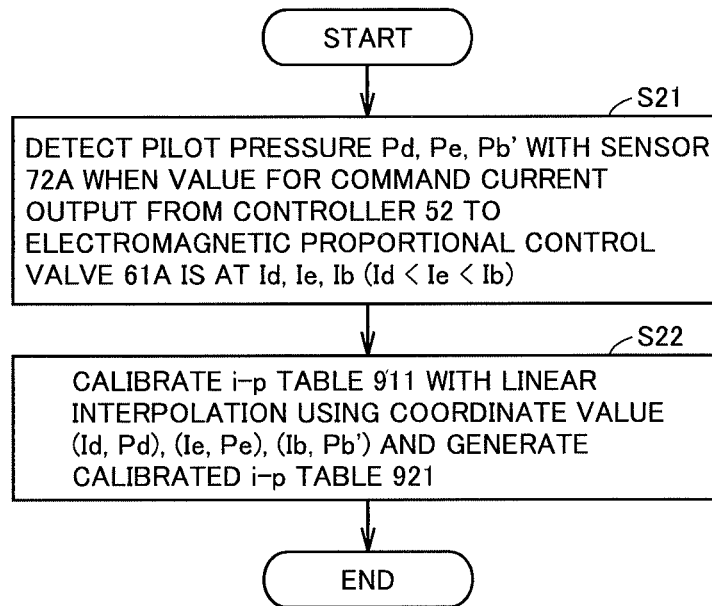 START
S21
DETECT PILOT PRESSURE Pd, Pe, Pb' WITH SENSOR
72A WHEN VALUE FOR COMMAND CURRENT
OUTPUT FROM CONTROLLER 52 TO
ELECTROMAGNETIC PROPORTIONAL CONTROL
VALVE 61A IS AT Id, Ie, Ib (Id < Ie < Ib)
S22
CALIBRATE i-p TABLE 911 WITH LINEAR
INTERPOLATION USING COORDINATE VALUE
(Id, Pd), (Ie, Pe), (Ib, Pb') AND GENERATE
CALIBRATED i-p TABLE 921
END